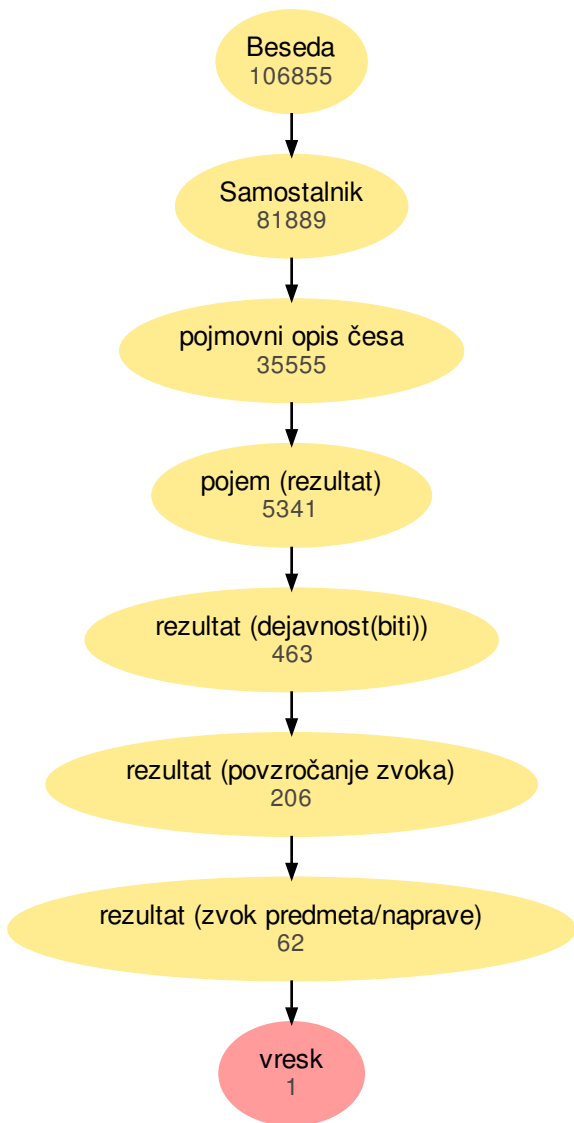 Beseda
106855
Samostalnik
81889
pojmovni opis česa
35555
pojem (rezultat)
5341
rezultat (dejavnost(biti))
463
rezultat (povzročanje zvoka)
206
rezultat (zvok predmeta/naprave)
62
vresk
1